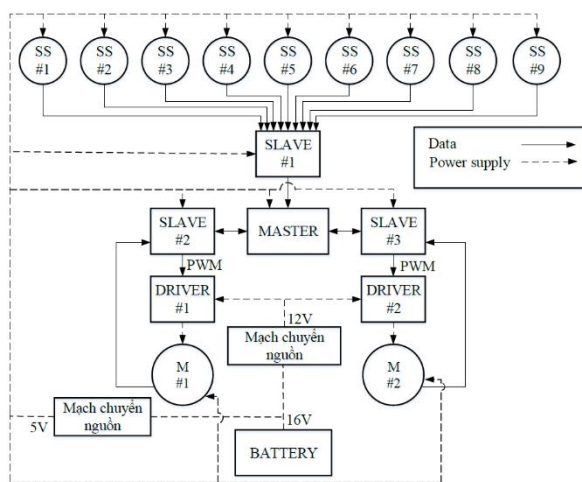 SS SS SS SS SS SS SS SS SS
#1 #2 #3 #4 #5 #6 #7 #8 #9
SLAVE
#1
Data
Power supply
SLAVE
#2
MASTER
SLAVE
#3
PWM
PWM
DRIVER
#1
DRIVER
#2
12V
Mạch chuyển
nguồn
M
#1
M
#2
Mạch chuyển
nguồn
5V
16V
BATTERY